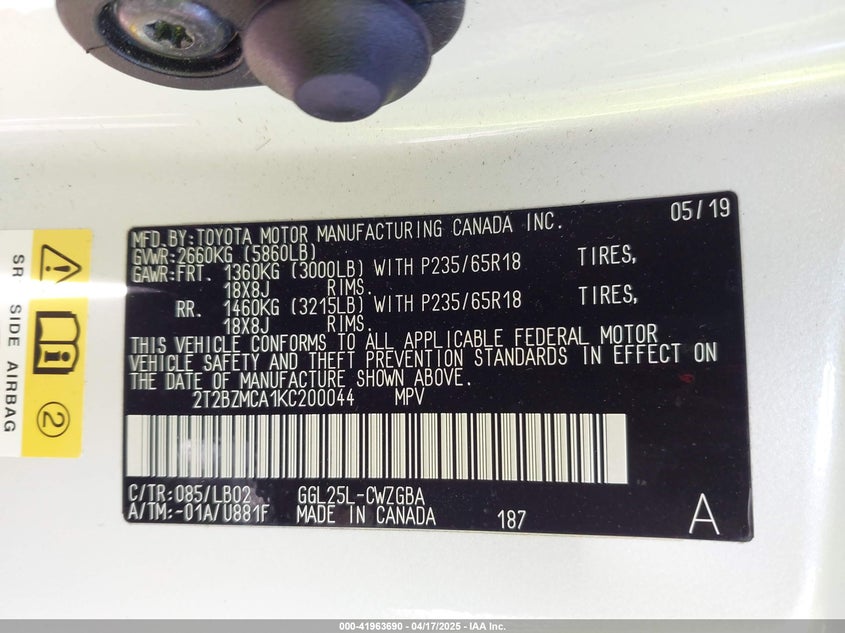 MFD.BY:TOYOTA MOTOR MANUFACTURING CANADA INC. 05/19
GVWR:2660KG (5860LB)
GAWR:FRT. 1360KG (3000LB) WITH P235/65R18 TIRES,
18X8J RIMS.
RR. 1460KG (3215LB) WITH P235/65R18 TIRES,
18X8J RIMS.
THIS VEHICLE CONFORMS TO ALL APPLICABLE FEDERAL MOTOR
VEHICLE SAFETY AND THEFT PREVENTION STANDARDS IN EFFECT ON
THE DATE OF MANUFACTURE SHOWN ABOVE.
2T2BZMCA1KC200044 MPV
C/TR:085/LB02 GGL25L-CWZGBA
A/TM:-01A/U881F MADE IN CANADA 187 A
SR SIDE AIRBAG
2
000-41963690 - 04/17/2025 - IAA Inc.